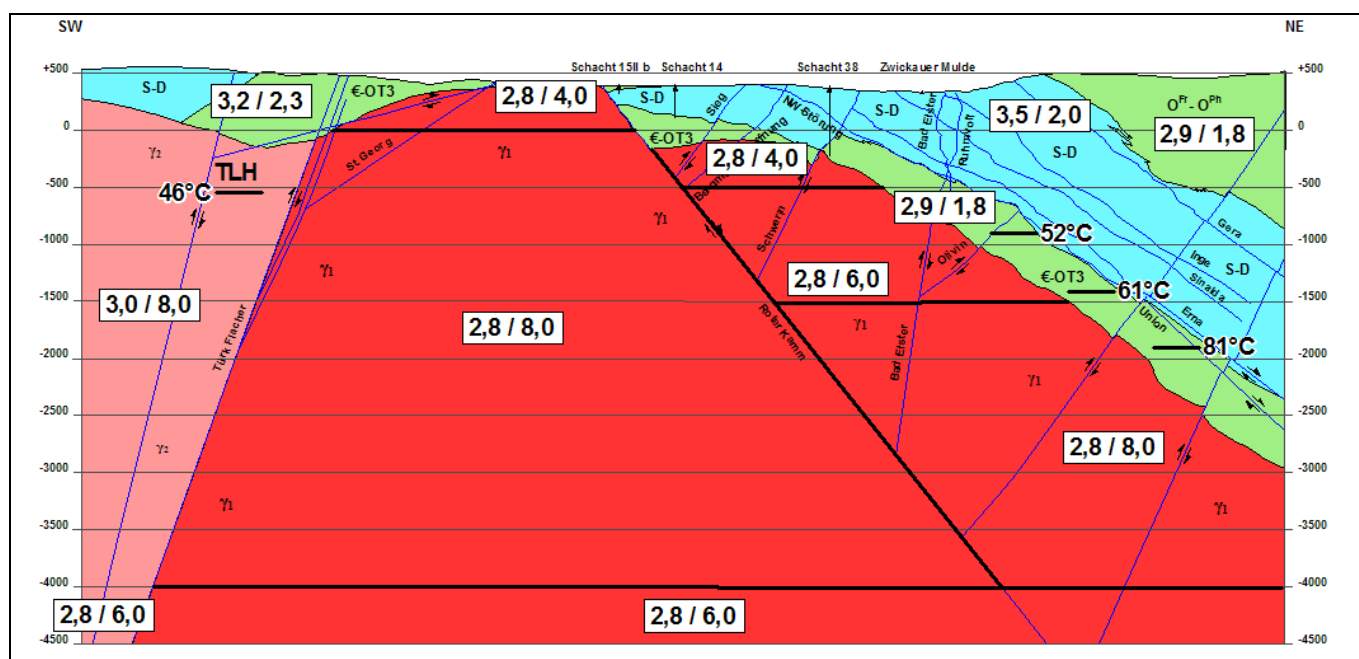 SW NE
+500 +500
Schacht 15II b Schacht 14 Schacht 38 Zwickauer Mulde
S-D
3,2 / 2,3
€-OT3
2,8 / 4,0
S-D
Sieg
NW-Störung
S-D
Bad Elster
Ruhmvoll
3,5 / 2,0
O^Fr - O^Ph
2,9 / 1,8
0 0
γ2
TLH
St.Georg
γ1
€-OT3
2,8 / 4,0
S-D
46°C
-500 -500
γ1
Schwerin
2,9 / 1,8
52°C
Gera
-1000 -1000
γ1
Olivin
€-OT3
Inge
S-D
3,0 / 8,0
2,8 / 6,0
61°C
Sinaida
-1500 -1500
Türk Flacher
2,8 / 8,0
Roter Kamm
γ1
Union
Erna
81°C
-2000 -2000
Bad Elster
γ1
-2500 -2500
γ2
2,8 / 8,0
-3000 -3000
γ1
γ1
-3500 -3500
-4000 -4000
2,8 / 6,0
2,8 / 6,0
-4500 -4500